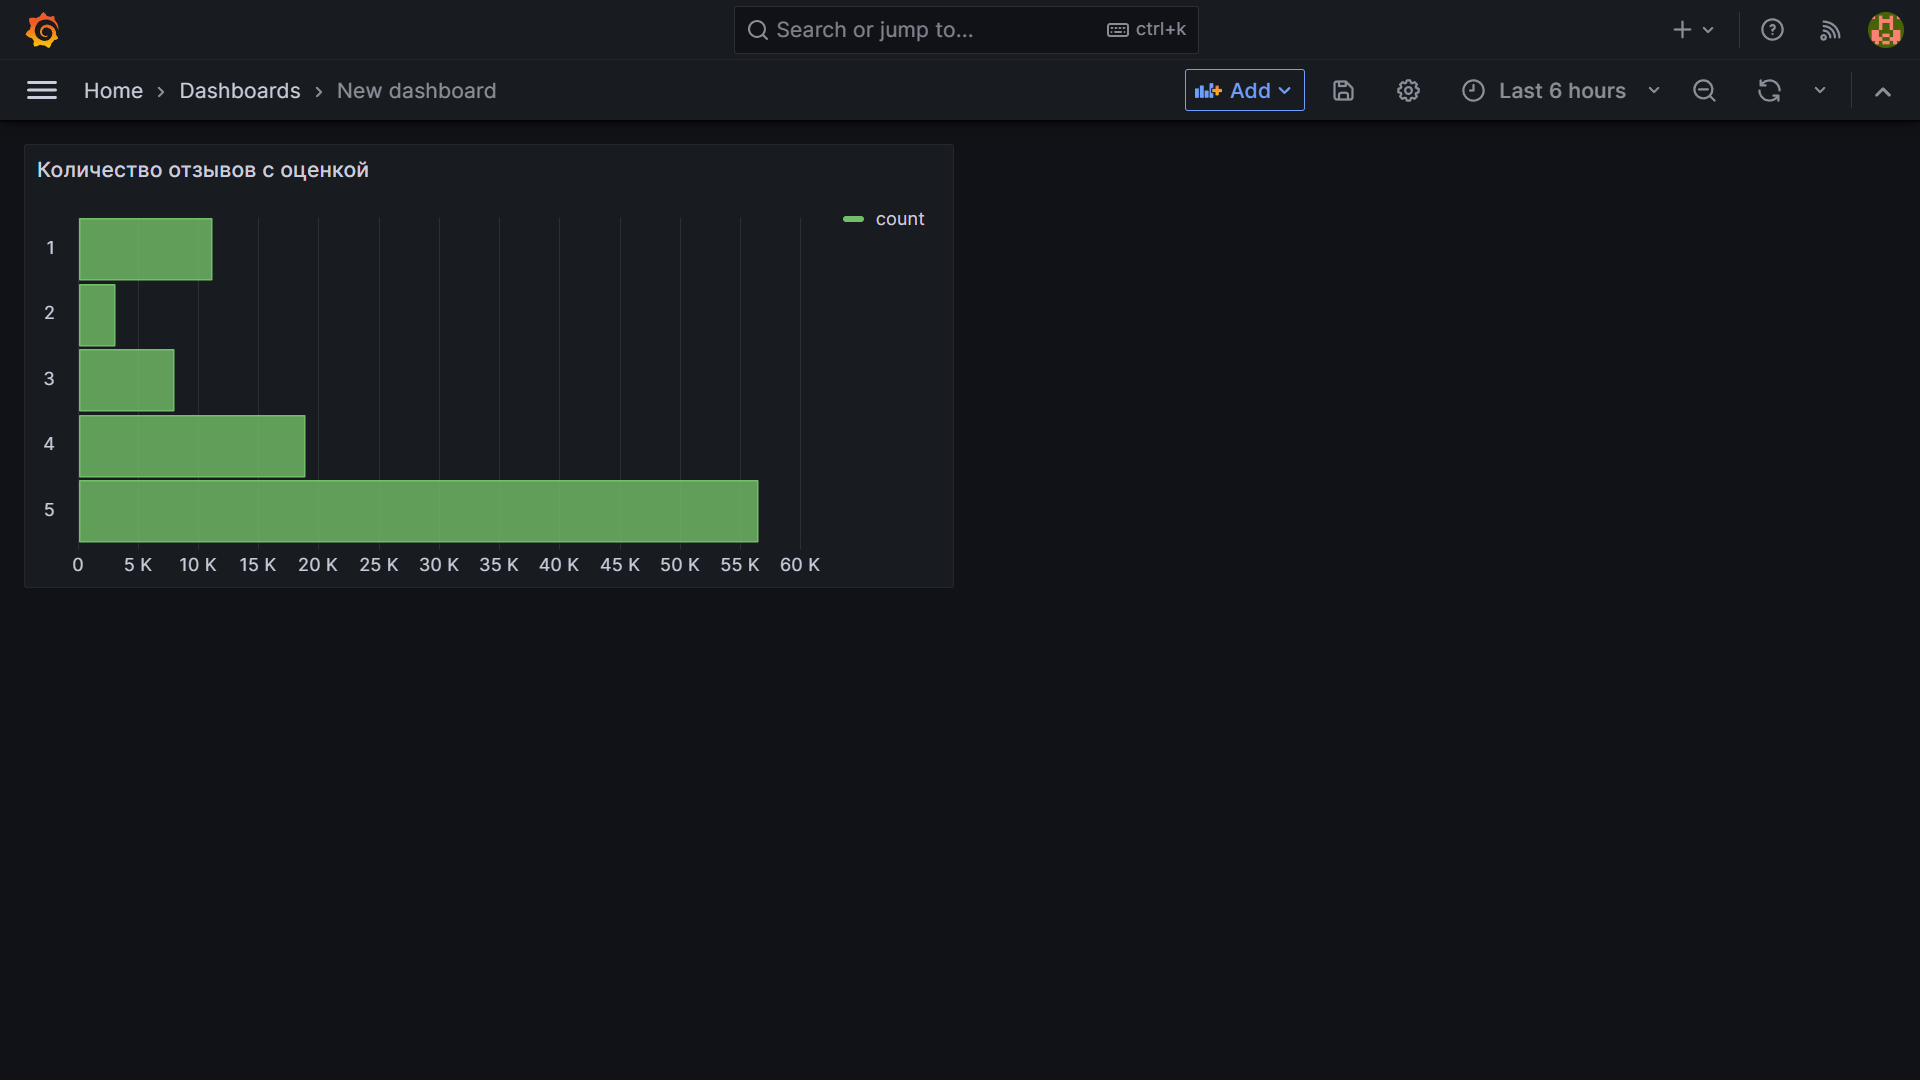 Search or jump to...
ctrl+k
Home › Dashboards › New dashboard
Add
Last 6 hours
Количество отзывов с оценкой
count
1
2
3
4
5
0 5 K 10 K 15 K 20 K 25 K 30 K 35 K 40 K 45 K 50 K 55 K 60 K